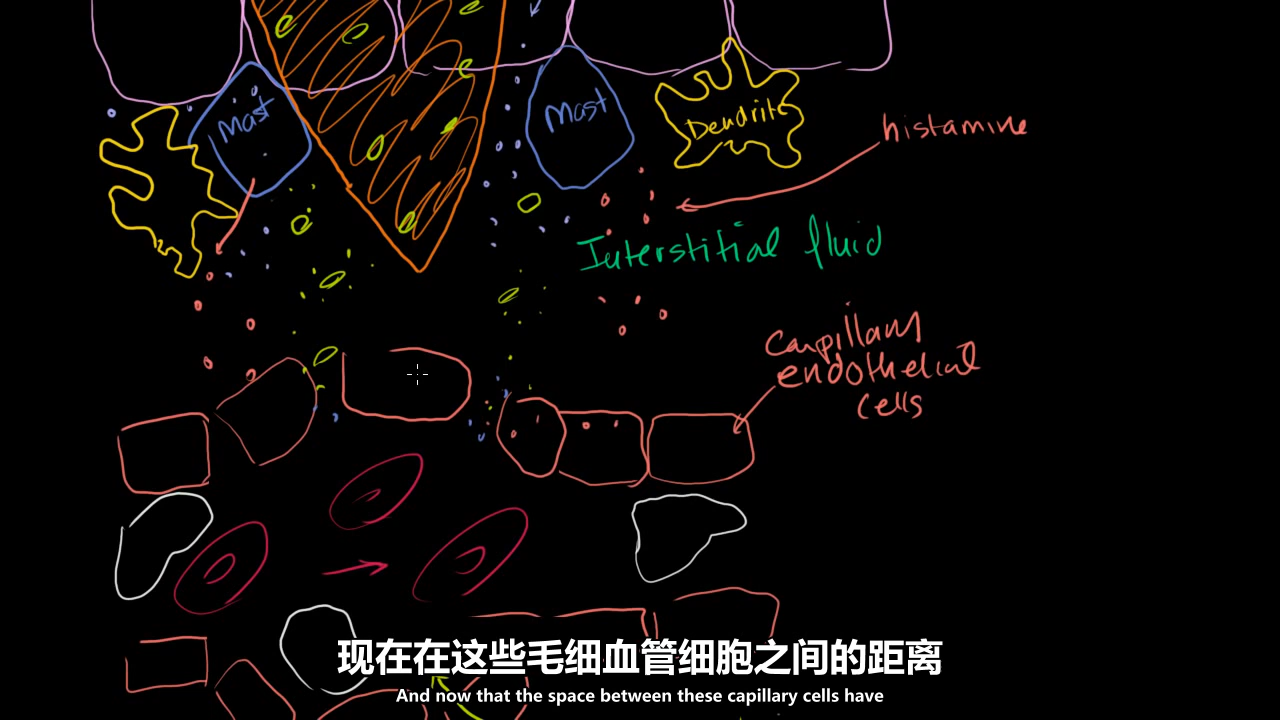 Mast
Mast
Dendrite
histamine
Interstitial fluid
Capillary
endothelial
cells
现在在这些毛细血管细胞之间的距离
And now that the space between these capillary cells have